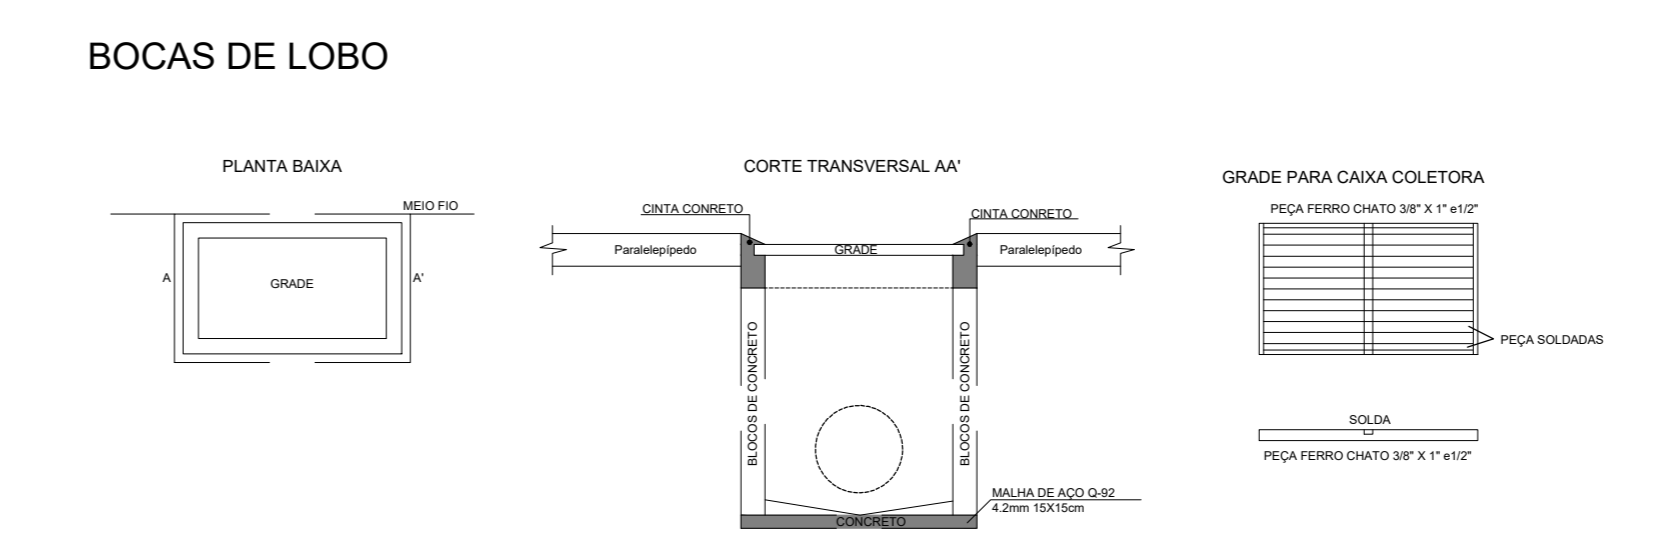 BOCAS DE LOBO
PLANTA BAIXA
MEIO FIO
A
A'
GRADE
CORTE TRANSVERSAL AA'
CINTA CONRETO
CINTA CONRETO
Paralelepípedo
GRADE
Paralelepípedo
BLOCOS DE CONCRETO
BLOCOS DE CONCRETO
MALHA DE AÇO Q-92
4.2mm 15X15cm
CONCRETO
GRADE PARA CAIXA COLETORA
PEÇA FERRO CHATO 3/8" X 1" e1/2"
PEÇA SOLDADAS
SOLDA
PEÇA FERRO CHATO 3/8" X 1" e1/2"